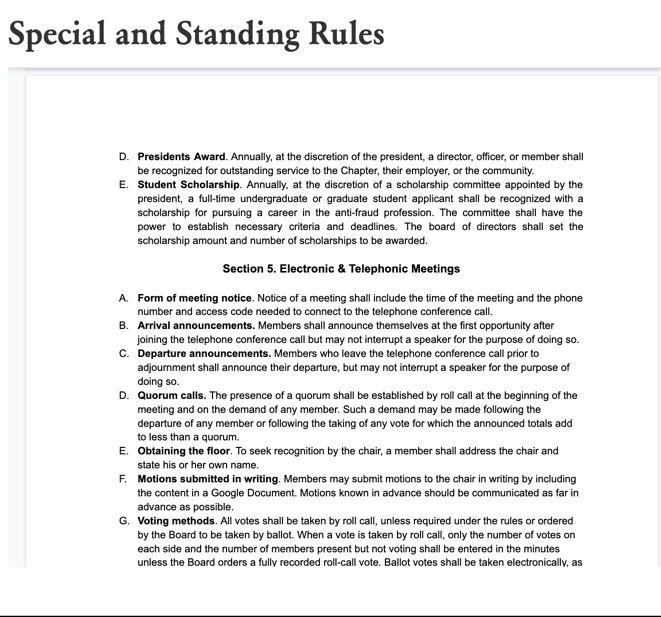 Special and Standing Rules
D. Presidents Award. Annually, at the discretion of the president, a director, officer, or member shall
be recognized for outstanding service to the Chapter, their employer, or the community.
E. Student Scholarship. Annually, at the discretion of a scholarship committee appointed by the
president, a full-time undergraduate or graduate student applicant shall be recognized with a
scholarship for pursuing a career in the anti-fraud profession. The committee shall have the
power to establish necessary criteria and deadlines. The board of directors shall set the
scholarship amount and number of scholarships to be awarded.
Section 5. Electronic & Telephonic Meetings
A. Form of meeting notice. Notice of a meeting shall include the time of the meeting and the phone
number and access code needed to connect to the telephone conference call.
B. Arrival announcements. Members shall announce themselves at the first opportunity after
joining the telephone conference call but may not interrupt a speaker for the purpose of doing so.
C. Departure announcements. Members who leave the telephone conference call prior to
adjournment shall announce their departure, but may not interrupt a speaker for the purpose of
doing so.
D. Quorum calls. The presence of a quorum shall be established by roll call at the beginning of the
meeting and on the demand of any member. Such a demand may be made following the
departure of any member or following the taking of any vote for which the announced totals add
to less than a quorum.
E. Obtaining the floor. To seek recognition by the chair, a member shall address the chair and
state his or her own name.
F. Motions submitted in writing. Members may submit motions to the chair in writing by including
the content in a Google Document. Motions known in advance should be communicated as far in
advance as possible.
G. Voting methods. All votes shall be taken by roll call, unless required under the rules or ordered
by the Board to be taken by ballot. When a vote is taken by roll call, only the number of votes on
each side and the number of members present but not voting shall be entered in the minutes
unless the Board orders a fully recorded roll-call vote. Ballot votes shall be taken electronically, as